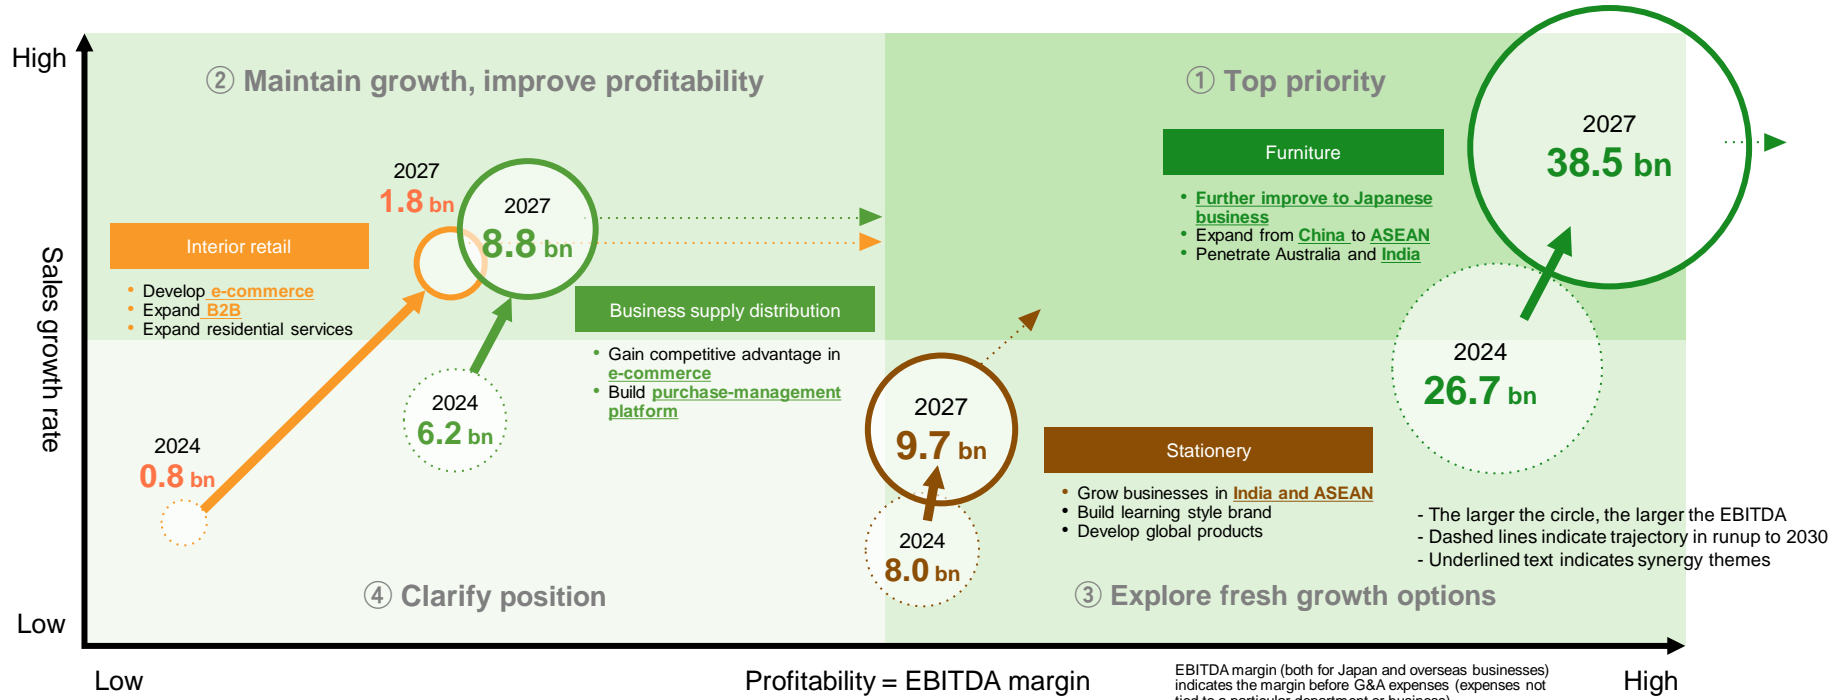 High
② Maintain growth, improve profitability
① Top priority
2027
38.5 bn
Furniture
• Further improve to Japanese
business
• Expand from China to ASEAN
• Penetrate Australia and India
2027
1.8 bn
2027
8.8 bn
Interior retail
• Develop e-commerce
• Expand B2B
• Expand residential services
Business supply distribution
• Gain competitive advantage in
e-commerce
• Build purchase-management
platform
Sales growth rate
2024
26.7 bn
2024
6.2 bn
2027
9.7 bn
2024
0.8 bn
Stationery
• Grow businesses in India and ASEAN
• Build learning style brand
• Develop global products
2024
8.0 bn
- The larger the circle, the larger the EBITDA
- Dashed lines indicate trajectory in runup to 2030
- Underlined text indicates synergy themes
④ Clarify position
③ Explore fresh growth options
Low
Low
Profitability = EBITDA margin
High
EBITDA margin (both for Japan and overseas businesses)
indicates the margin before G&A expenses (expenses not
tied to a particular department or business)